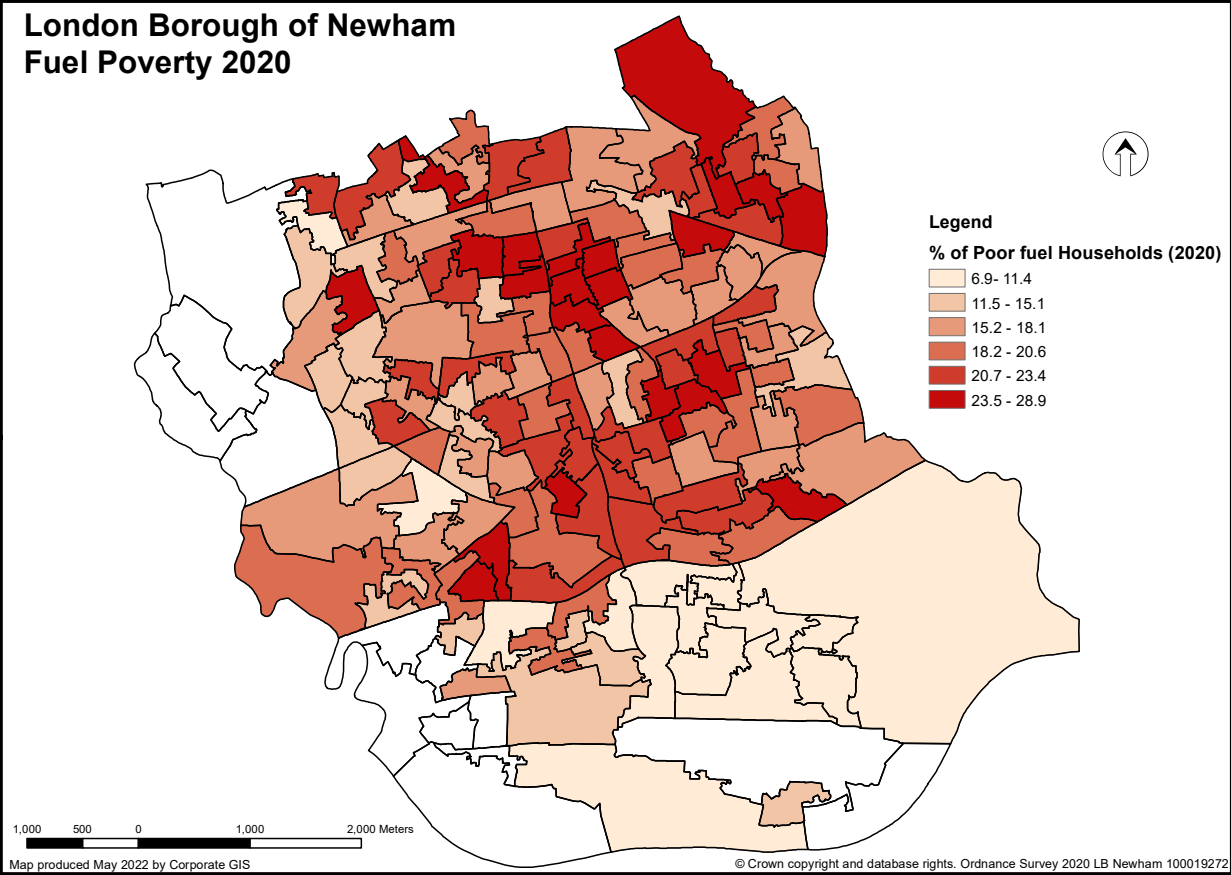 London Borough of Newham
Fuel Poverty 2020
Legend
% of Poor fuel Households (2020)
6.9- 11.4
11.5 - 15.1
15.2 - 18.1
18.2 - 20.6
20.7 - 23.4
23.5 - 28.9
1,000 500 0 1,000 2,000 Meters
Map produced May 2022 by Corporate GIS
© Crown copyright and database rights. Ordnance Survey 2020 LB Newham 100019272